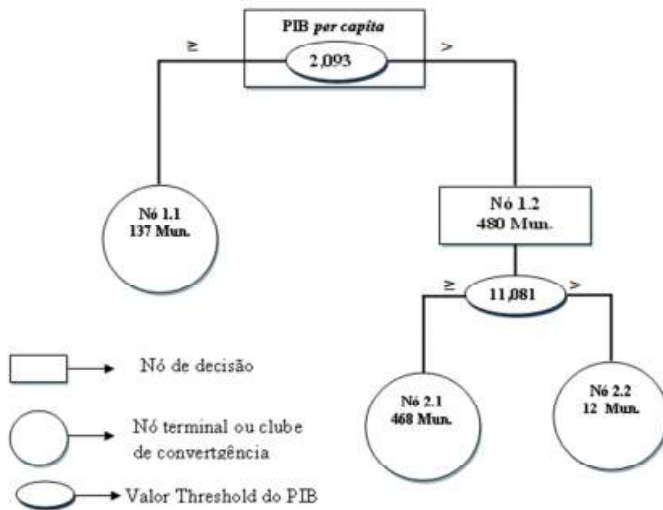 PIB per capita
≤
>
2,093
Nó 1.1
137 Mun.
Nó 1.2
480 Mun.
≤
>
11,081
Nó 2.1
468 Mun.
Nó 2.2
12 Mun.
Nó de decisão
Nó terminal ou clube
de convertgência
Valor Threshold do PIB